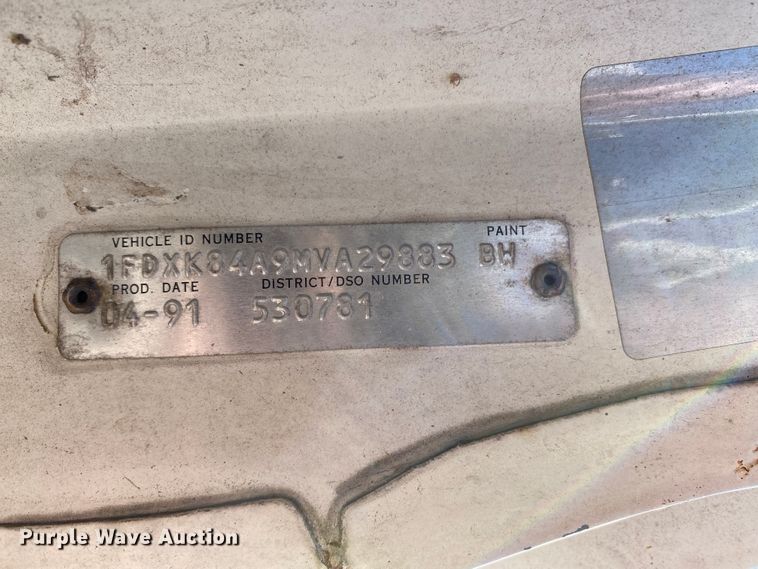 VEHICLE ID NUMBER PAINT
1FDXK84A9MVA29883 BW
PROD. DATE DISTRICT/DSO NUMBER
04-91 530781
Purple Wave Auction